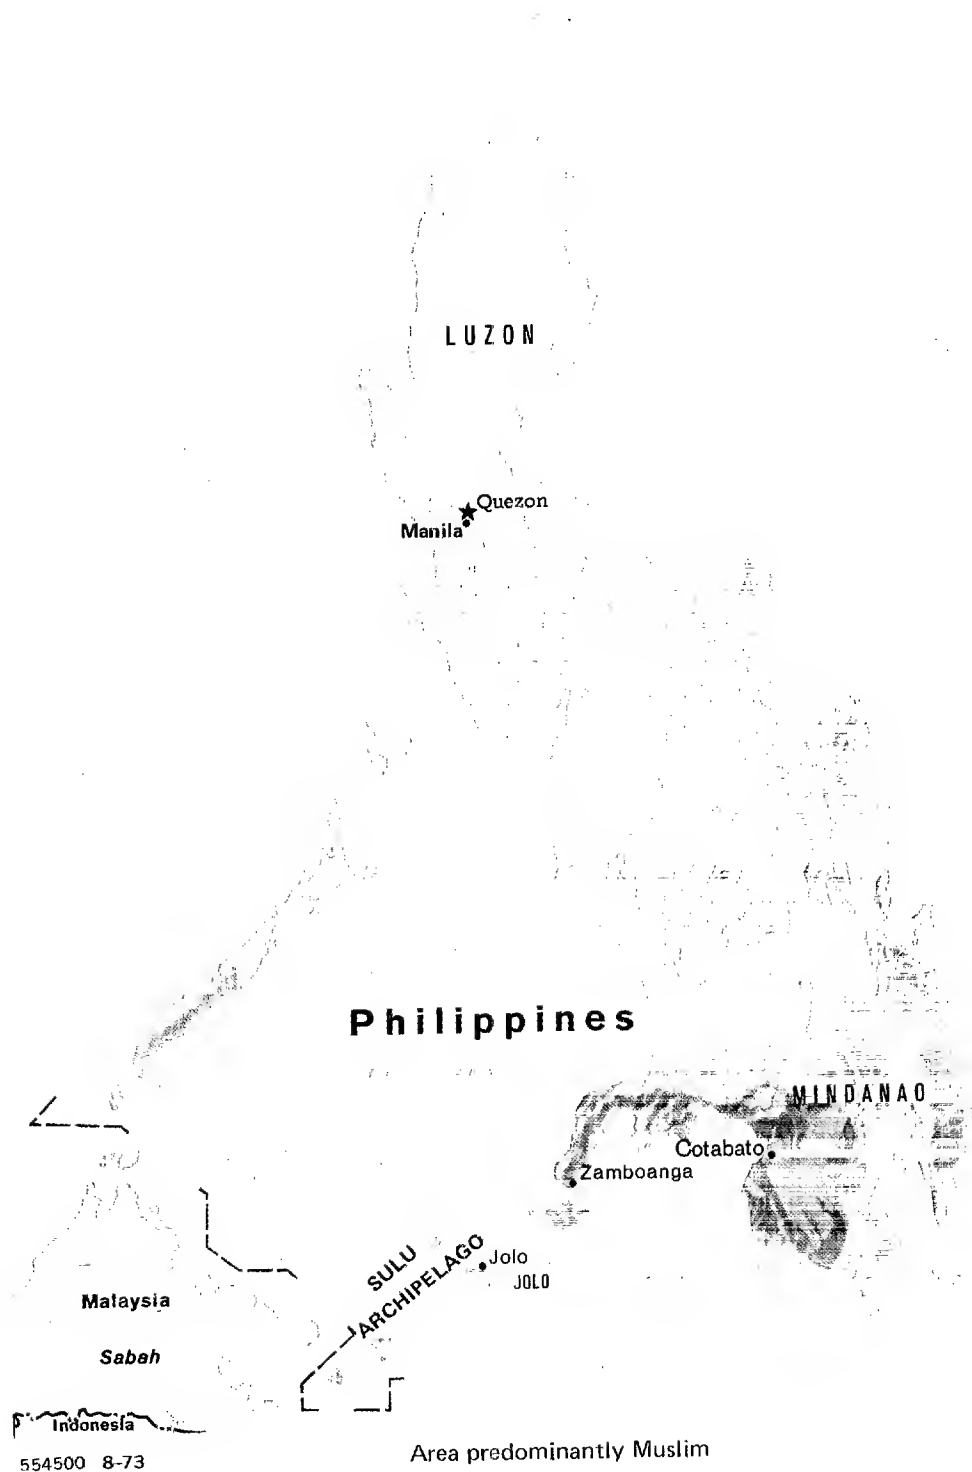 LUZON
Quezon
Manila
Philippines
MINDANAO
Cotabato
Zamboanga
SULU
ARCHIPELAGO
Jolo
JOLO
Malaysia
Sabah
Indonesia
554500 8-73
Area predominantly Muslim